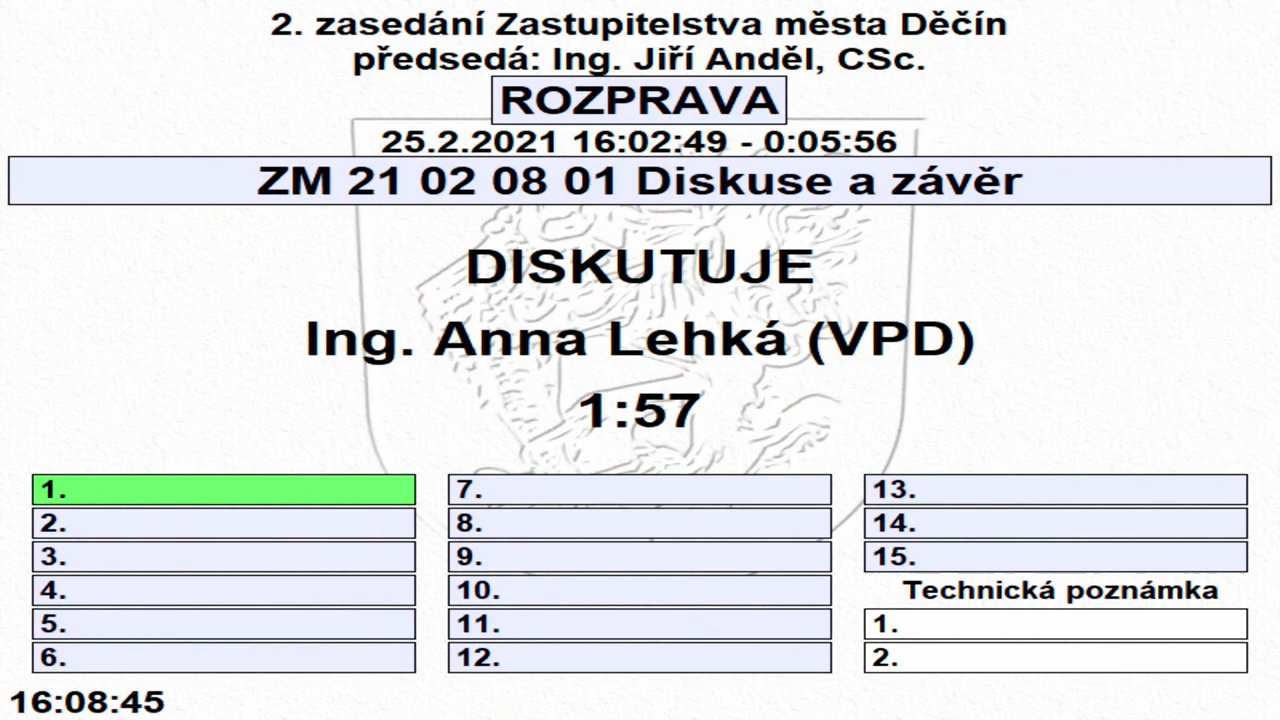 2. zasedání Zastupitelstva města Děčín
předsedá: Ing. Jiří Anděl, CSc.
ROZPRAVA
25.2.2021 16:02:49 - 0:05:56
ZM 21 02 08 01 Diskuse a závěr
DISKUTUJE
Ing. Anna Lehká (VPD)
1:57
1.
2.
3.
4.
5.
6.
7.
8.
9.
10.
11.
12.
13.
14.
15.
Technická poznámka
1.
2.
16:08:45